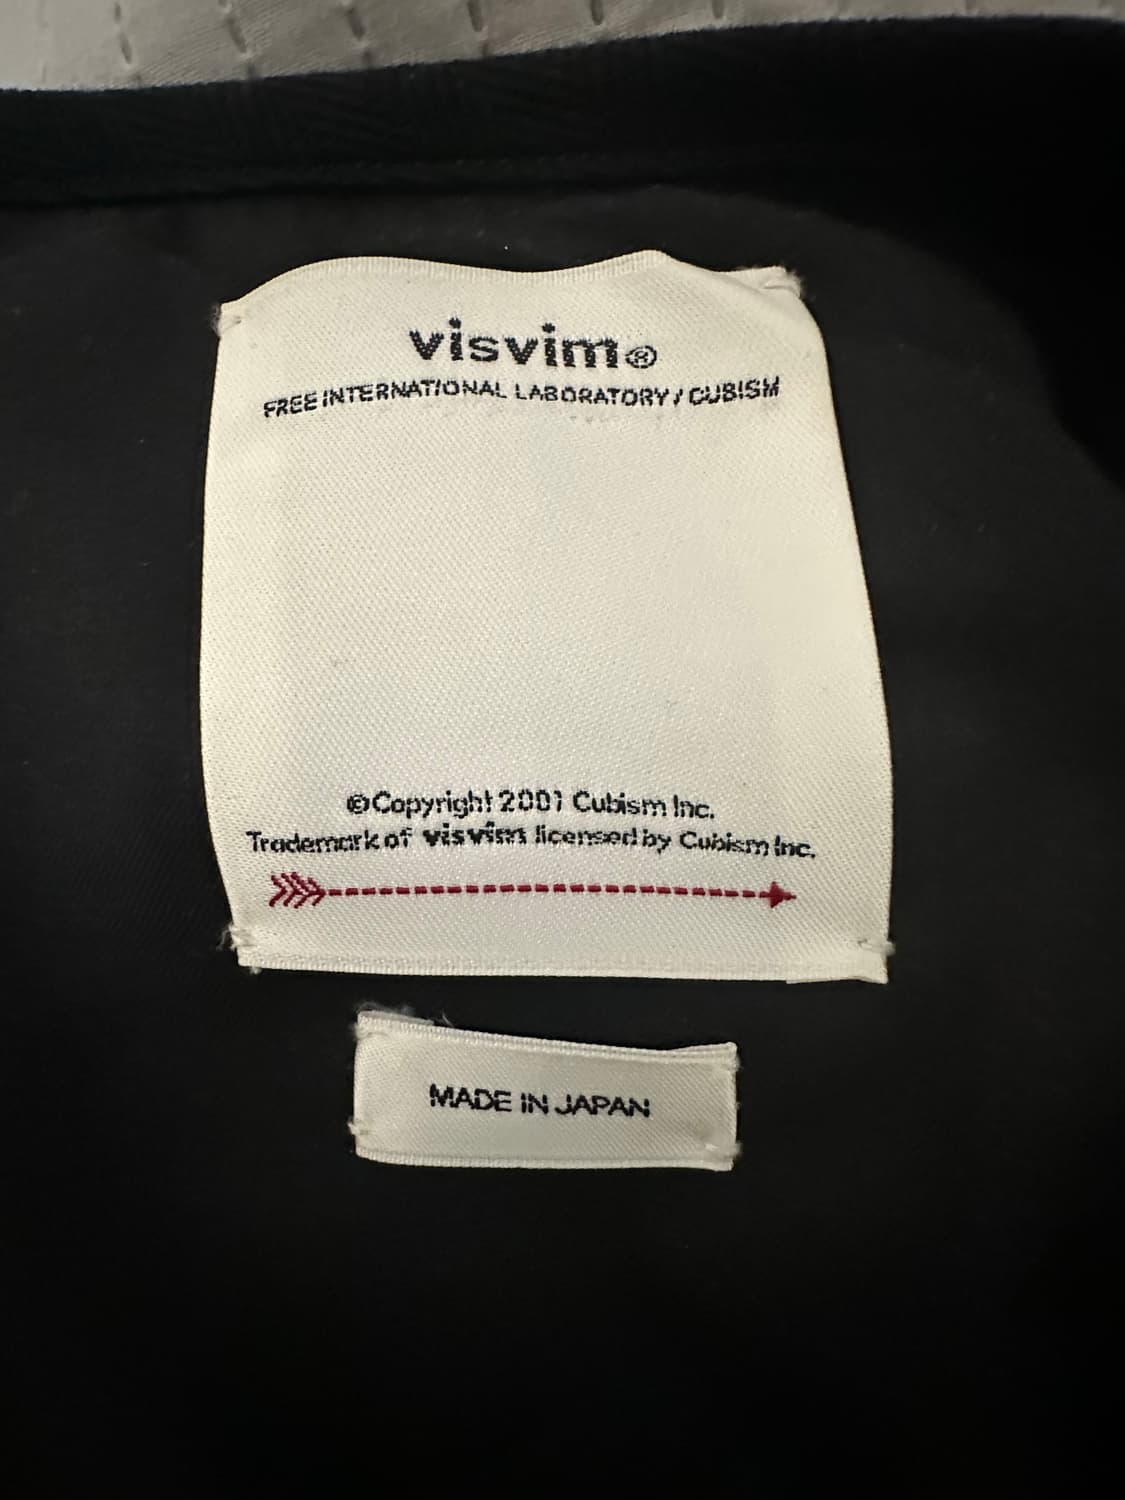 visvim®
FREE INTERNATIONAL LABORATORY / CUBISM
©Copyright 2001 Cubism Inc.
Trademark of visvim licensed by Cubism Inc.
MADE IN JAPAN